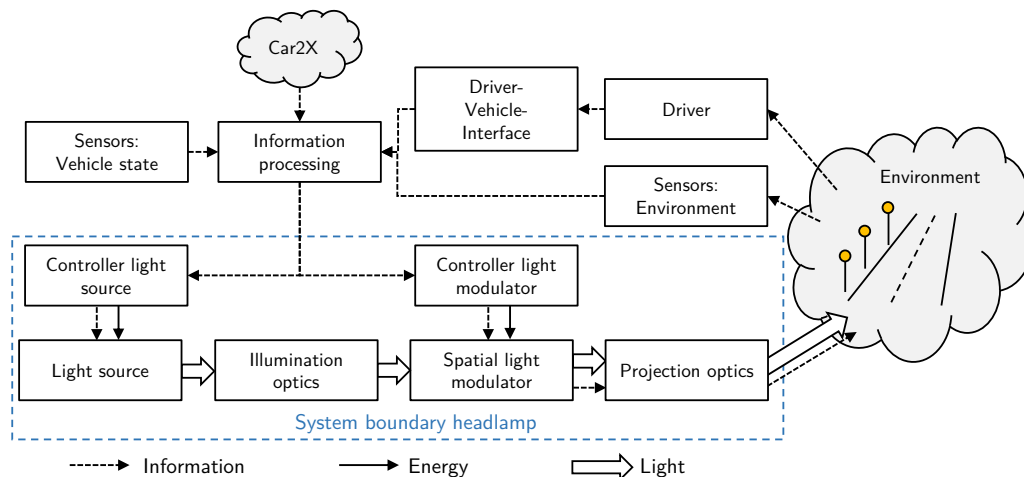 Car2X
Driver-
Vehicle-
Interface
Driver
Sensors:
Vehicle state
Information
processing
Sensors:
Environment
Environment
Controller light
source
Controller light
modulator
Light source
Illumination
optics
Spatial light
modulator
Projection optics
System boundary headlamp
Information
Energy
Light